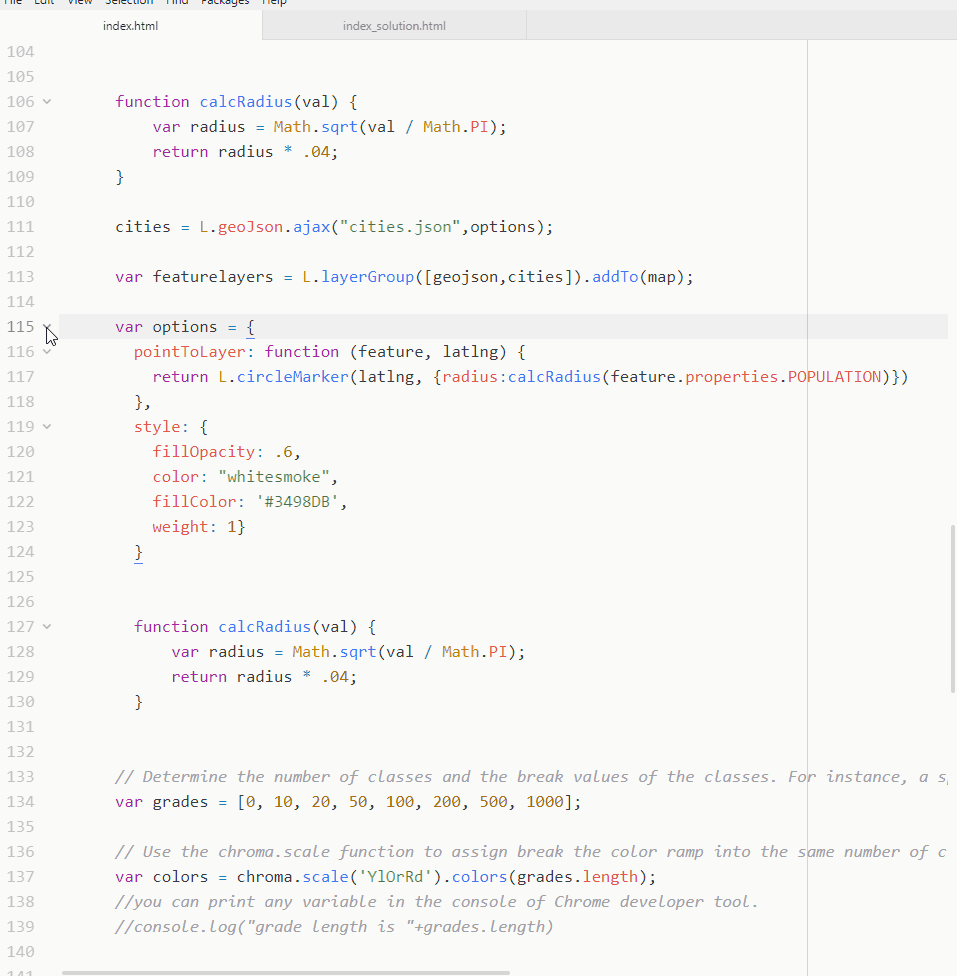 File Edit View Selection Find Packages Help
index.html index_solution.html
104
105
106 function calcRadius(val) {
107 var radius = Math.sqrt(val / Math.PI);
108 return radius * .04;
109 }
110
111 cities = L.geoJson.ajax("cities.json",options);
112
113 var featurelayers = L.layerGroup([geojson,cities]).addTo(map);
114
115 var options = {
116 pointToLayer: function (feature, latlng) {
117 return L.circleMarker(latlng, {radius:calcRadius(feature.properties.POPULATION)})
118 },
119 style: {
120 fillOpacity: .6,
121 color: "whitesmoke",
122 fillColor: '#3498DB',
123 weight: 1}
124 }
125
126
127 function calcRadius(val) {
128 var radius = Math.sqrt(val / Math.PI);
129 return radius * .04;
130 }
131
132
133 // Determine the number of classes and the break values of the classes. For instance, a
134 var grades = [0, 10, 20, 50, 100, 200, 500, 1000];
135
136 // Use the chroma.scale function to assign break the color ramp into the same number of c
137 var colors = chroma.scale('YlOrRd').colors(grades.length);
138 //you can print any variable in the console of Chrome developer tool.
139 //console.log("grade length is "+grades.length)
140
141